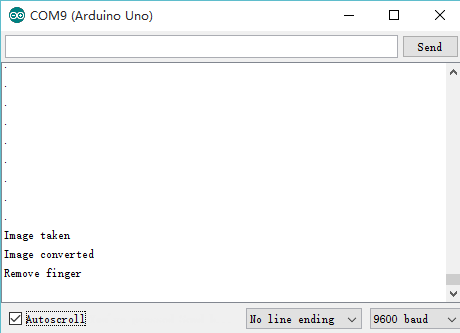 COM9 (Arduino Uno)
Send
.
.
.
.
.
.
.
.
.
Image taken
Image converted
Remove finger
Autoscroll
No line ending
9600 baud